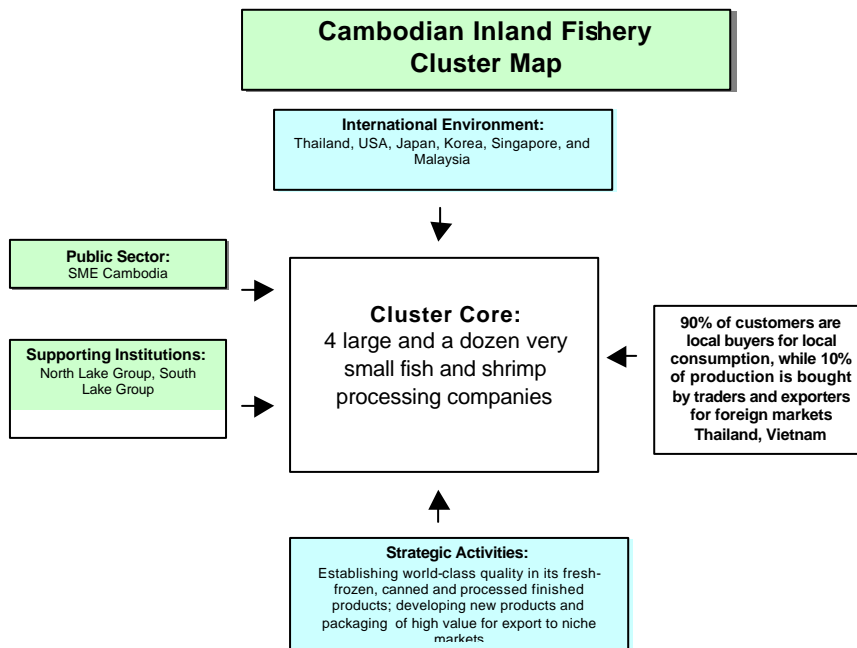 Cambodian Inland Fishery
Cluster Map
International Environment:
Thailand, USA, Japan, Korea, Singapore, and
Malaysia
Public Sector:
SME Cambodia
Supporting Institutions:
North Lake Group, South
Lake Group
Cluster Core:
4 large and a dozen very
small fish and shrimp
processing companies
90% of customers are
local buyers for local
consumption, while 10%
of production is bought
by traders and exporters
for foreign markets
Thailand, Vietnam
Strategic Activities:
Establishing world-class quality in its fresh-
frozen, canned and processed finished
products; developing new products and
packaging of high value for export to niche
markets